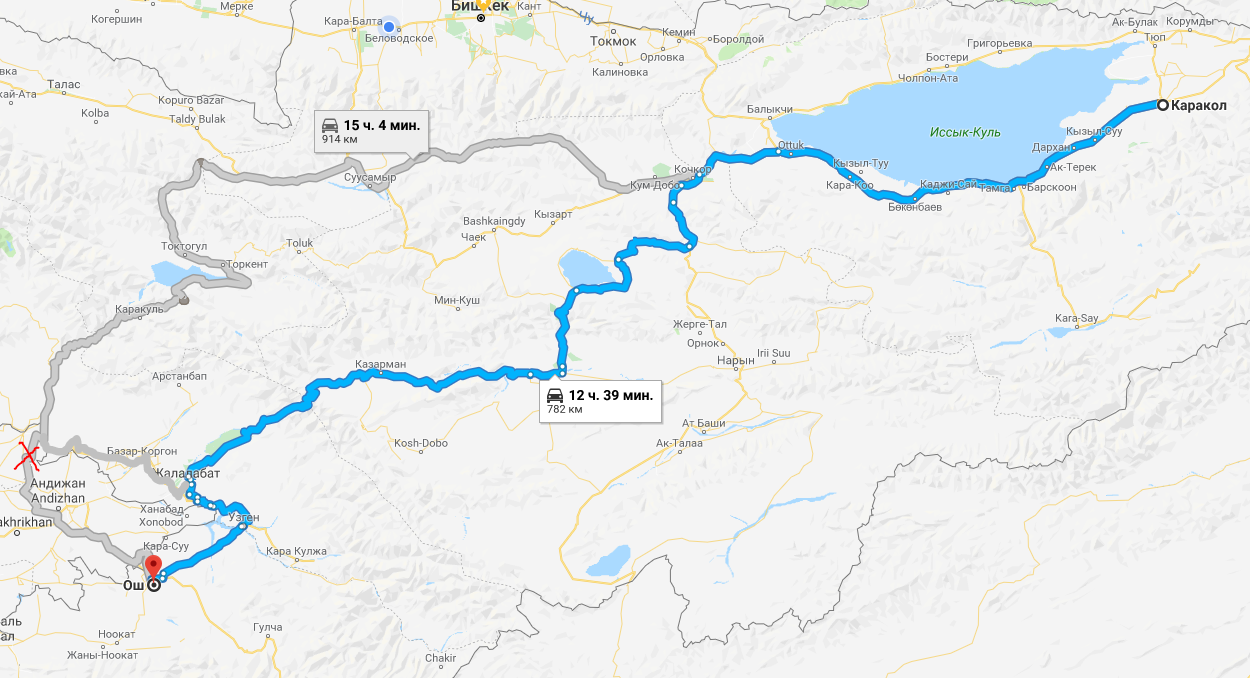 Мерке
Когершин
Бишкек
Кант
Чу
Кара-Балта
Беловодское
Токмок
Кемин
Боролдой
Орловка
Калиновка
Ак-Булак
Корумды
Тюп
Григорьевка
Бостери
Чолпон-Ата
Талас
Kopuro Bazar
Kolba
Taldy Bulak
Балыкчи
Каракол
15 ч. 4 мин.
914 км
Иссык-Куль
Кызыл-Суу
Дархан
Ottuk
Кызыл-Туу
Ак-Терек
Кочкор
Суусамыр
Кум-Добо
Кара-Коо
Каджи-Сай
Тамга
Барскоон
Бөкөнбаев
Bashkaingdy
Кызарт
Чаек
Токтогул
Toluk
Торкент
Мин-Куш
Каракуль
Kara-Say
Жерге-Тал
Орнок
Irii Suu
Нарын
Казарман
Арстанбап
12 ч. 39 мин.
782 км
Ат Баши
Kosh-Dobo
Ак-Талаа
Базар-Коргон
Жалалабат
Андижан
Andizhan
Ханабад
Xonobod
Узген
akhrikhan
Кара-Суу
Кара Кулжа
Ош
Гулча
Ноокат
Жаны-Ноокат
Chakir